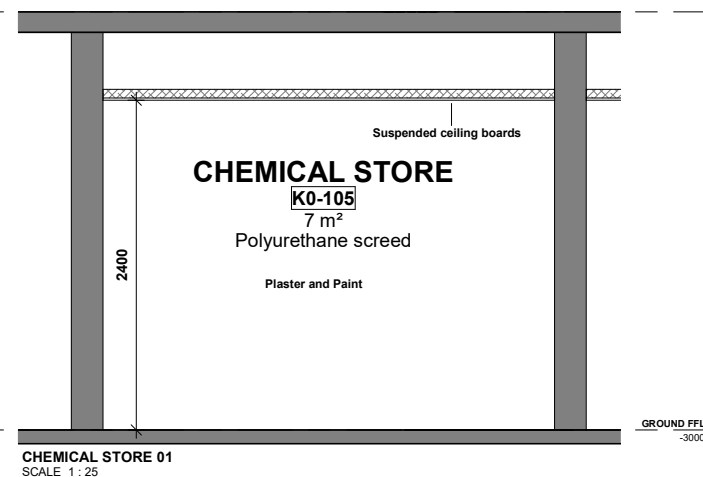 Suspended ceiling boards
CHEMICAL STORE
K0-105
7 m²
Polyurethane screed
2400
Plaster and Paint
GROUND FFL
-3000
CHEMICAL STORE 01
SCALE 1 : 25